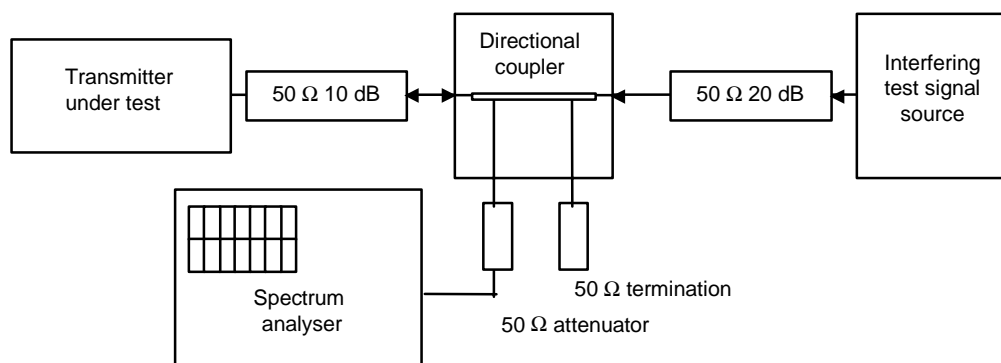 Transmitter
under test
50 Ω 10 dB
Directional
coupler
50 Ω 20 dB
Interfering
test signal
source
Spectrum
analyser
50 Ω termination
50 Ω attenuator